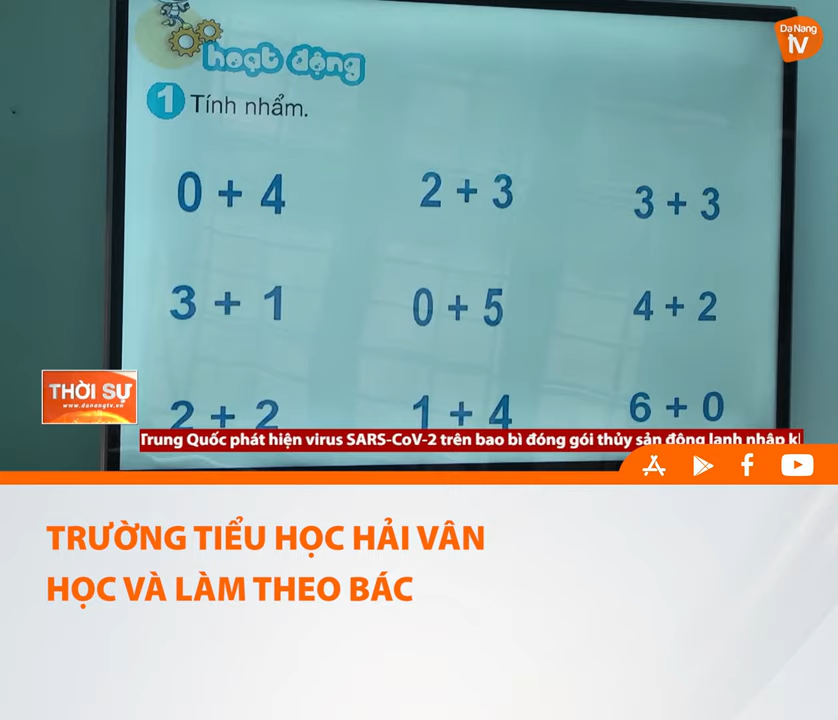 Da Nang
TV
hoạt động
1 Tính nhẩm.
0 + 4 2 + 3 3 + 3
3 + 1 0 + 5 4 + 2
2 + 2 1 + 4 6 + 0
THỜI SỰ
www.danangtv.vn
Trung Quốc phát hiện virus SARS-CoV-2 trên bao bì đóng gói thủy sản đông lạnh nhập k
TRƯỜNG TIỂU HỌC HẢI VÂN
HỌC VÀ LÀM THEO BÁC